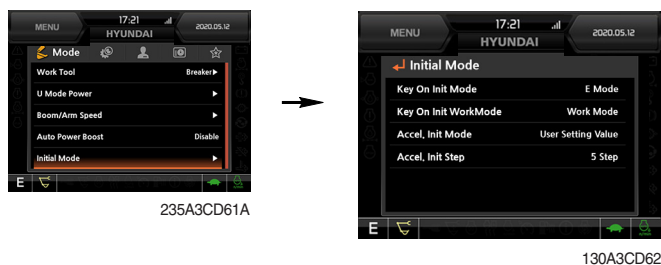 MENU 17:21 2020.05.12
HYUNDAI
Mode
Work Tool Breaker▶
U Mode Power ▶
Boom/Arm Speed ▶
Auto Power Boost Disable
Initial Mode ▶
E
235A3CD61A
MENU 17:21 2020.05.12
HYUNDAI
Initial Mode
Key On Init Mode E Mode
Key On Init WorkMode Work Mode
Accel. Init Mode User Setting Value
Accel. Init Step 5 Step
E
130A3CD62